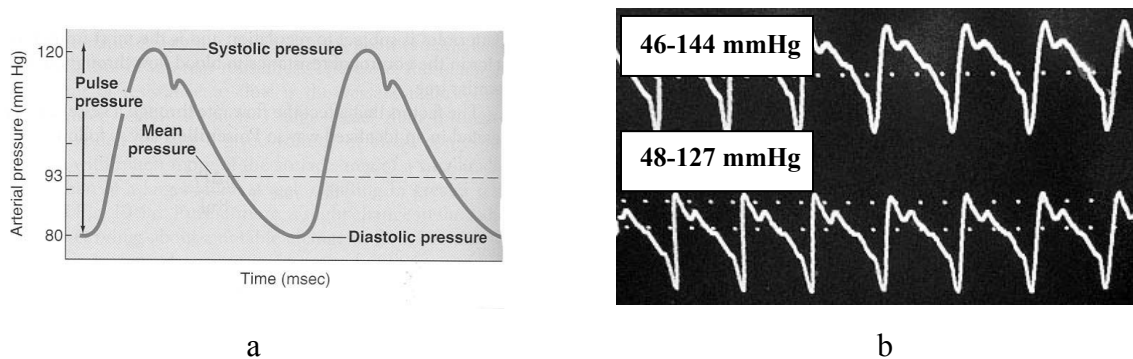 Arterial pressure (mm Hg)
120
93
80
Pulse
pressure
Systolic pressure
Mean
pressure
Diastolic pressure
Time (msec)
46-144 mmHg
48-127 mmHg
a
b